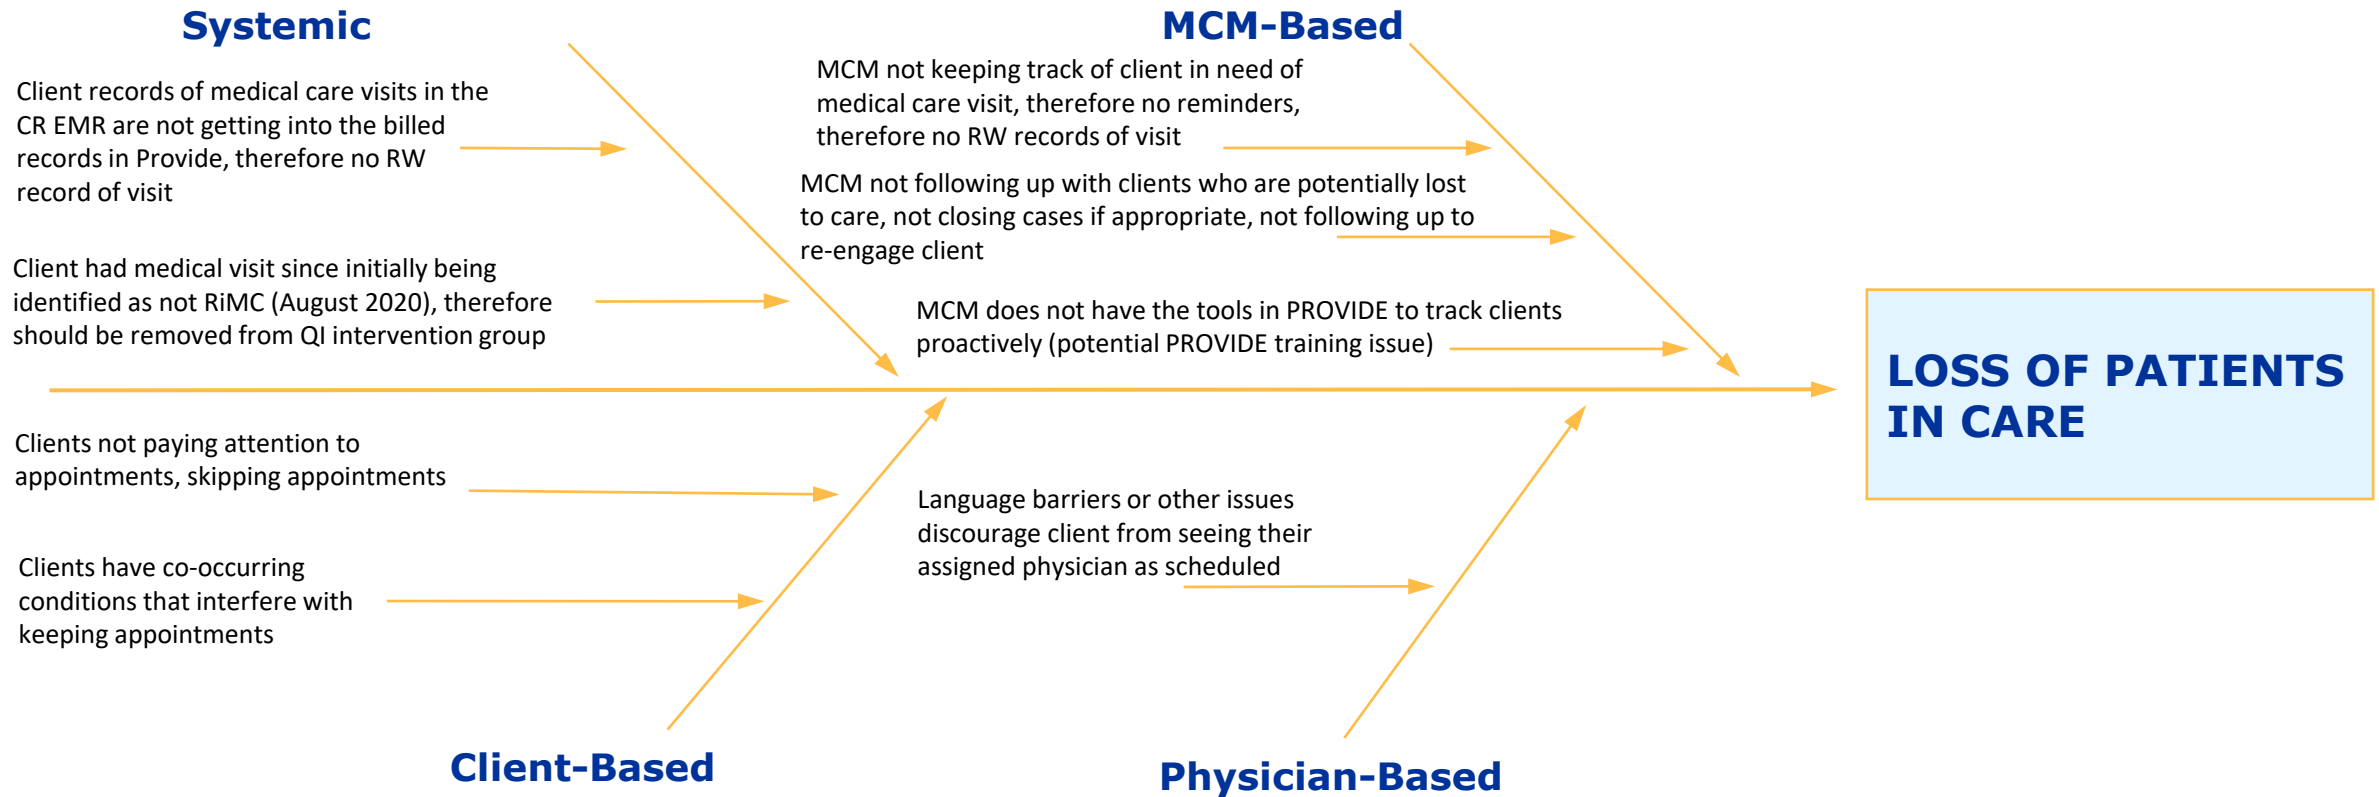 Systemic
Client records of medical care visits in the
CR EMR are not getting into the billed
records in Provide, therefore no RW
record of visit
Client had medical visit since initially being
identified as not RiMC (August 2020), therefore
should be removed from QI intervention group
MCM-Based
MCM not keeping track of client in need of
medical care visit, therefore no reminders,
therefore no RW records of visit
MCM not following up with clients who are potentially lost
to care, not closing cases if appropriate, not following up to
re-engage client
MCM does not have the tools in PROVIDE to track clients
proactively (potential PROVIDE training issue)
LOSS OF PATIENTS
IN CARE
Clients not paying attention to
appointments, skipping appointments
Clients have co-occurring
conditions that interfere with
keeping appointments
Client-Based
Language barriers or other issues
discourage client from seeing their
assigned physician as scheduled
Physician-Based